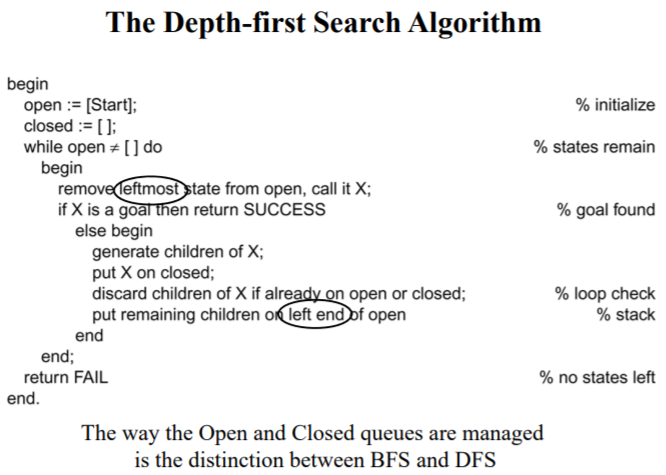 The Depth-first Search Algorithm
begin
open := [Start]; % initialize
closed := [ ];
while open ≠ [ ] do % states remain
begin
remove leftmost state from open, call it X;
if X is a goal then return SUCCESS % goal found
else begin
generate children of X;
put X on closed;
discard children of X if already on open or closed; % loop check
put remaining children on left end of open % stack
end
end;
return FAIL % no states left
end.
The way the Open and Closed queues are managed
is the distinction between BFS and DFS